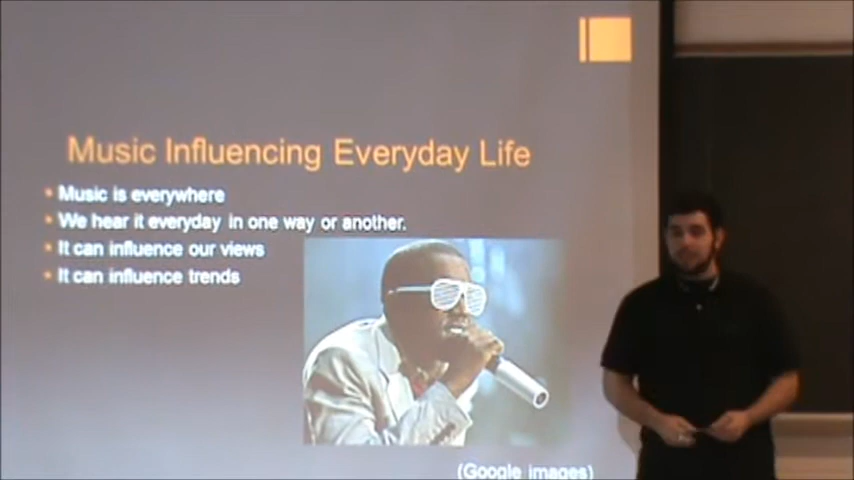 Music Influencing Everyday Life
Music is everywhere
We hear it everyday in one way or another.
It can influence our views
It can influence trends
(Google images)